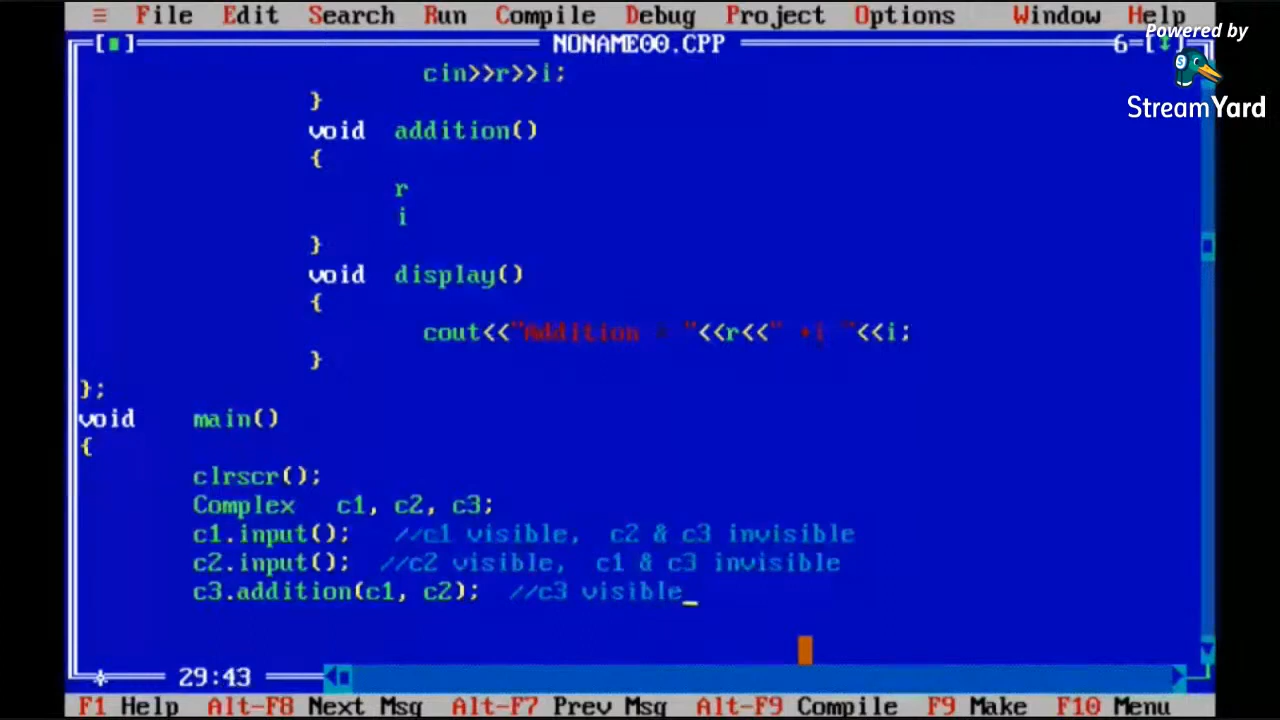 ≡ File Edit Search Run Compile Debug Project Options Window Help
Powered by
StreamYard
[■] NONAME00.CPP 6=[↕]
cin>>r>>i;
}
void addition()
{
r
i
}
void display()
{
cout<<"Addition = "<<r<<" +i "<<i;
}
};
void main()
{
clrscr();
Complex c1, c2, c3;
c1.input(); //c1 visible, c2 & c3 invisible
c2.input(); //c2 visible, c1 & c3 invisible
c3.addition(c1, c2); //c3 visible_
29:43
F1 Help Alt-F8 Next Msg Alt-F7 Prev Msg Alt-F9 Compile F9 Make F10 Menu